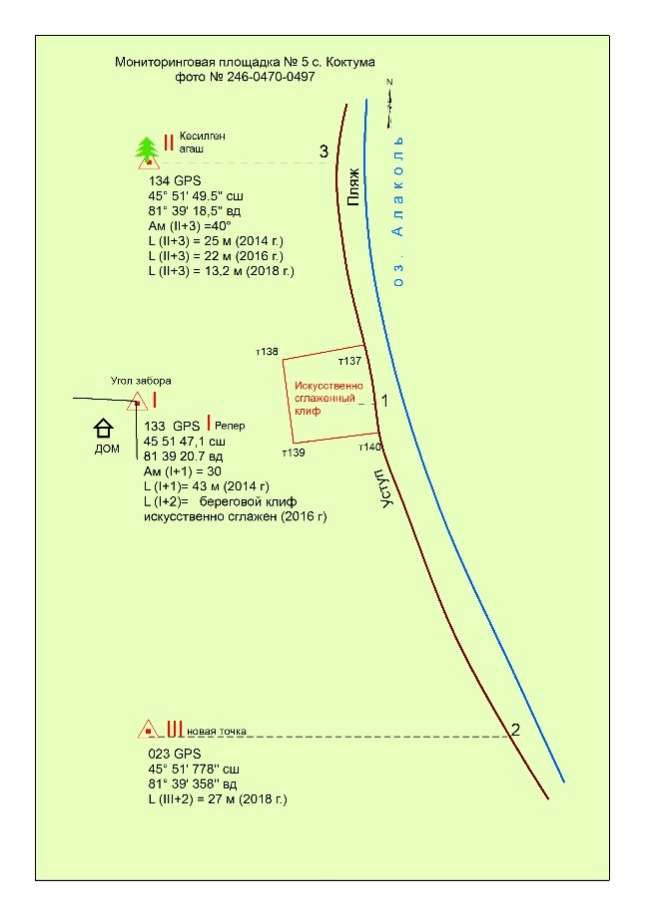 Мониторинговая площадка № 5 с. Коктума
фото № 246-0470-0497
N
II Кесилген
агаш
3
134 GPS
45° 51' 49.5" сш
81° 39' 18,5" вд
Ам (II+3) =40°
L (II+3) = 25 м (2014 г.)
L (II+3) = 22 м (2016 г.)
L (II+3) = 13,2 м (2018 г.)
Пляж
оз. Алаколь
т138
т137
Искусственно
сглаженный
клиф
1
т139
т140
Угол забора
I
ДОМ
133 GPS I Репер
45 51 47,1 сш
81 39 20.7 вд
Ам (I+1) = 30
L (I+1)= 43 м (2014 г)
L (I+2)= береговой клиф
искусственно сглажен (2016 г)
Уступ
III новая точка
2
023 GPS
45° 51' 778'' сш
81° 39' 358'' вд
L (III+2) = 27 м (2018 г.)